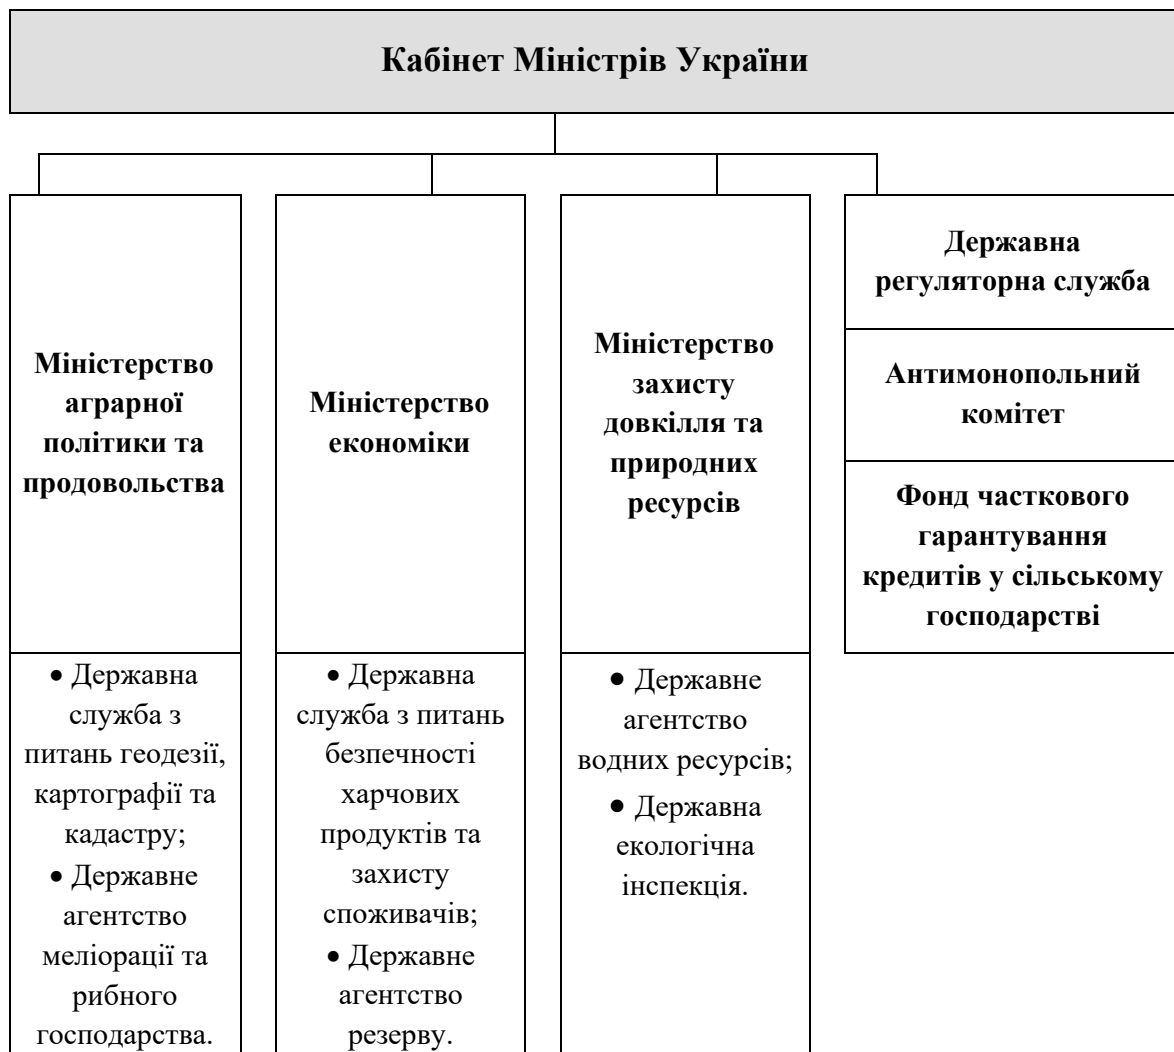 Кабінет Міністрів України
Міністерство
аграрної
політики та
продовольства
• Державна
служба з
питань геодезії,
картографії та
кадастру;
• Державне
агентство
меліорації та
рибного
господарства.
Міністерство
економіки
• Державна
служба з питань
безпечності
харчових
продуктів та
захисту
споживачів;
• Державне
агентство
резерву.
Міністерство
захисту
довкілля та
природних
ресурсів
• Державне
агентство
водних ресурсів;
• Державна
екологічна
інспекція.
Державна
регуляторна служба
Антимонопольний
комітет
Фонд часткового
гарантування
кредитів у сільському
господарстві